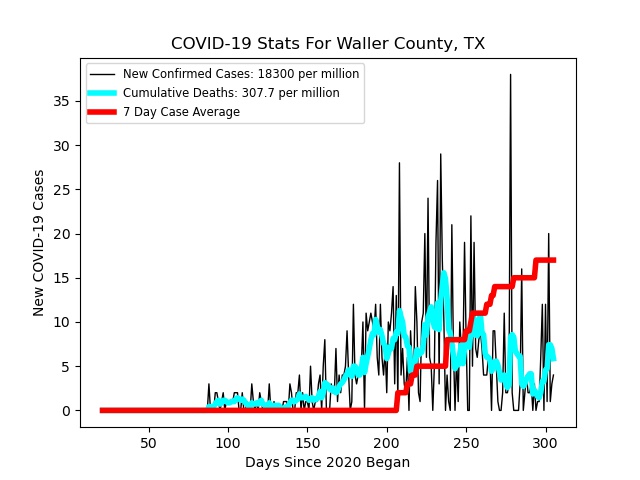 COVID-19 Stats For Waller County, TX
New Confirmed Cases: 18300 per million
Cumulative Deaths: 307.7 per million
7 Day Case Average
New COVID-19 Cases
35
30
25
20
15
10
5
0
50 100 150 200 250 300
Days Since 2020 Began